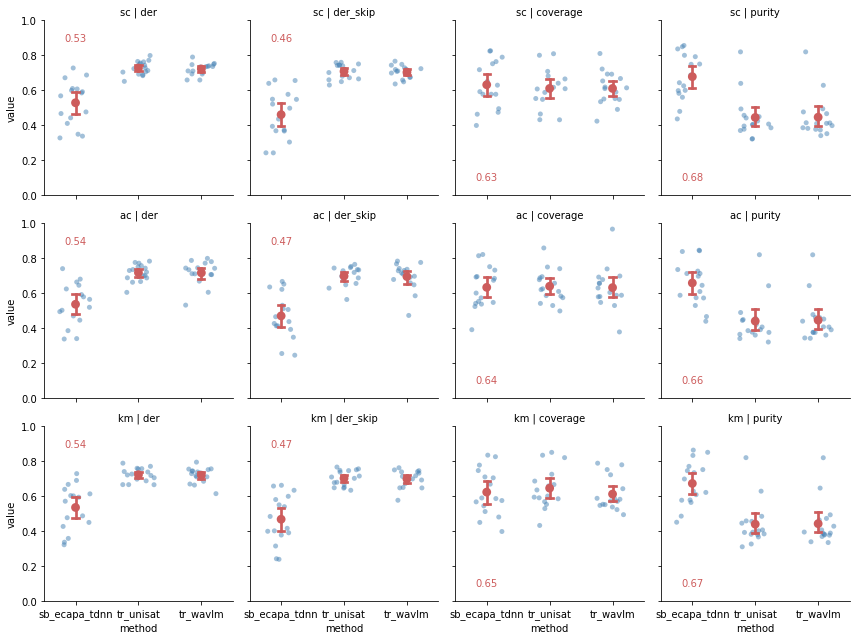 sc | der
sc | der_skip
sc | coverage
sc | purity
1.0
0.8
0.6
0.4
0.2
0.0
value
0.53
0.46
0.63
0.68
ac | der
ac | der_skip
ac | coverage
ac | purity
1.0
0.8
0.6
0.4
0.2
0.0
value
0.54
0.47
0.64
0.66
km | der
km | der_skip
km | coverage
km | purity
1.0
0.8
0.6
0.4
0.2
0.0
value
0.54
0.47
0.65
0.67
sb_ecapa_tdnn tr_unisat tr_wavlm
sb_ecapa_tdnn tr_unisat tr_wavlm
sb_ecapa_tdnn tr_unisat tr_wavlm
sb_ecapa_tdnn tr_unisat tr_wavlm
method
method
method
method